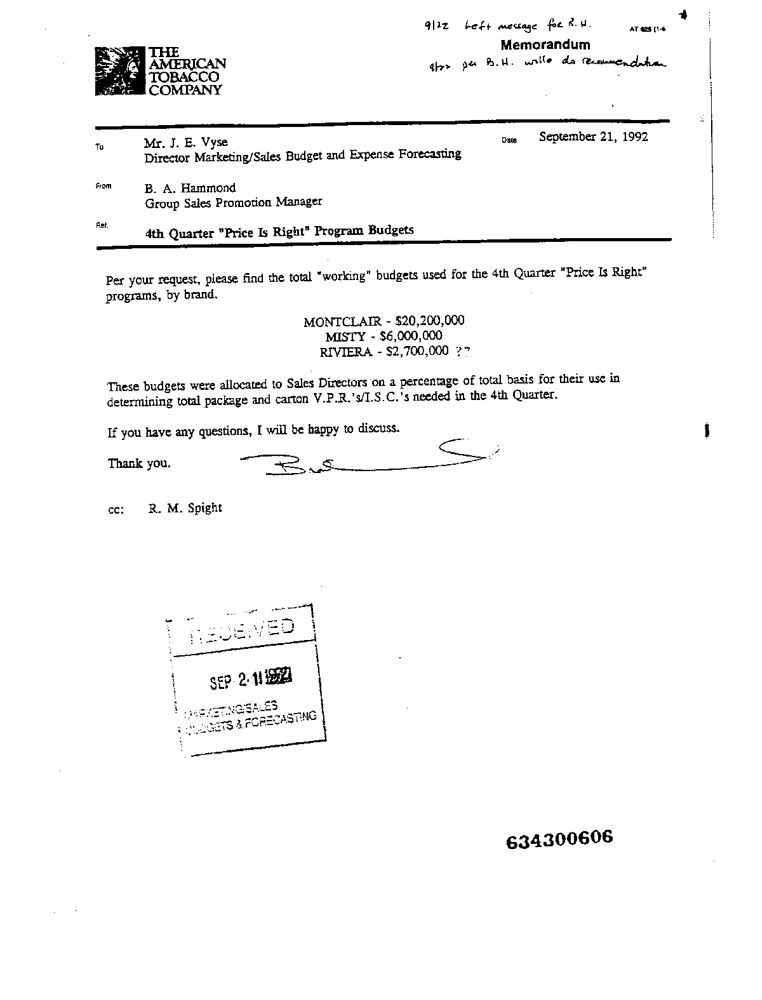 9/22 Left message for R.H.
AT 825 (1-6
Memorandum
9/22 per B.H. will do recommendation
THE
AMERICAN
TOBACCO
COMPANY
To Mr. J. E. Vyse
Director Marketing/Sales Budget and Expense Forecasting
Date September 21, 1992
From B. A. Hammond
Group Sales Promotion Manager
Ref. 4th Quarter "Price Is Right" Program Budgets
Per your request, please find the total "working" budgets used for the 4th Quarter "Price Is Right"
programs, by brand.
MONTCLAIR - $20,200,000
MISTY - $6,000,000
RIVIERA - $2,700,000 ??
These budgets were allocated to Sales Directors on a percentage of total basis for their use in
determining total package and carton V.P.R.'s/I.S.C.'s needed in the 4th Quarter.
If you have any questions, I will be happy to discuss.
Thank you.
cc: R. M. Spight
RECEIVED
SEP 21 1992
MARKETING/SALES
BUDGETS & FORECASTING
634300606